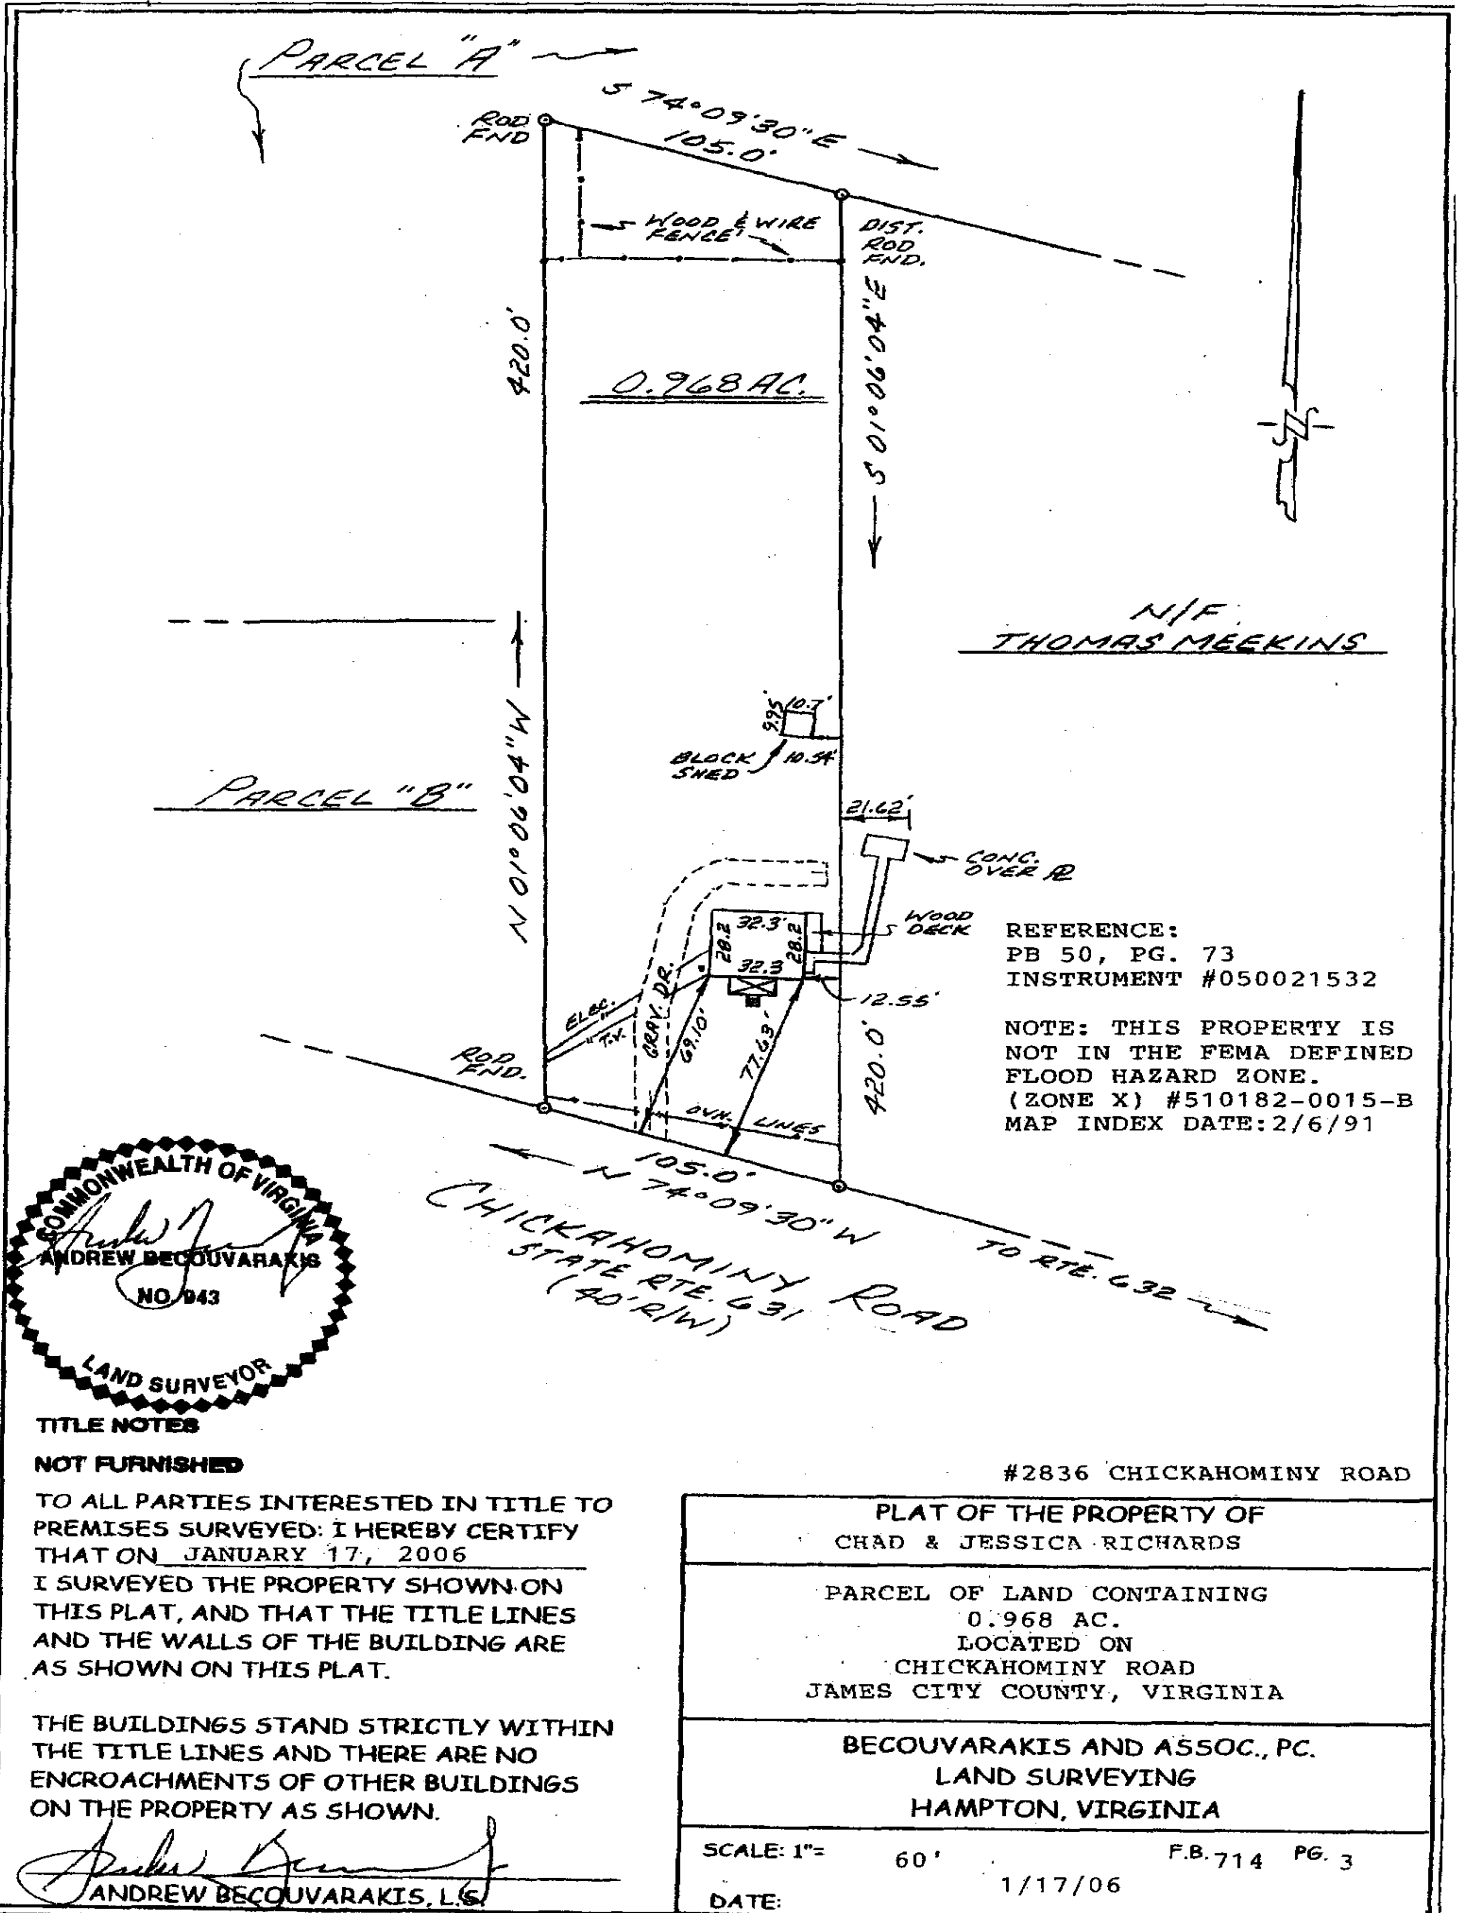 PARCEL "A"
S 74°09'30" E
105.0'
ROD
FND
WOOD & WIRE
FENCE
DIST.
ROD
FND.
420.0'
0.968 AC.
S 01°06'04" E
N
N/F
THOMAS MEEKINS
N 01°06'04" W
9.95'
10.7'
BLOCK
SHED
10.54'
PARCEL "B"
21.62'
CONC.
OVER PL
WOOD
DECK
32.3'
28.2
28.2
32.3
12.55'
ELEC.
"T.V.
GRAV. DR.
69.10'
77.63'
420.0'
ROD
FND.
OVH. LINES
105.0'
N 74°09'30" W
CHICKAHOMINY ROAD
STATE RTE. 631
(40' R/W)
TO RTE. 632
REFERENCE:
PB 50, PG. 73
INSTRUMENT #050021532
NOTE: THIS PROPERTY IS
NOT IN THE FEMA DEFINED
FLOOD HAZARD ZONE.
(ZONE X) #510182-0015-B
MAP INDEX DATE:2/6/91
COMMONWEALTH OF VIRGINIA
ANDREW BECOUVARAKIS
NO. 943
LAND SURVEYOR
TITLE NOTES
NOT FURNISHED
TO ALL PARTIES INTERESTED IN TITLE TO
PREMISES SURVEYED: I HEREBY CERTIFY
THAT ON JANUARY 17, 2006
I SURVEYED THE PROPERTY SHOWN ON
THIS PLAT, AND THAT THE TITLE LINES
AND THE WALLS OF THE BUILDING ARE
AS SHOWN ON THIS PLAT.
THE BUILDINGS STAND STRICTLY WITHIN
THE TITLE LINES AND THERE ARE NO
ENCROACHMENTS OF OTHER BUILDINGS
ON THE PROPERTY AS SHOWN.
ANDREW BECOUVARAKIS, L.S.
#2836 CHICKAHOMINY ROAD
PLAT OF THE PROPERTY OF
CHAD & JESSICA RICHARDS
PARCEL OF LAND CONTAINING
0.968 AC.
LOCATED ON
CHICKAHOMINY ROAD
JAMES CITY COUNTY, VIRGINIA
BECOUVARAKIS AND ASSOC., PC.
LAND SURVEYING
HAMPTON, VIRGINIA
SCALE: 1"= 60' F.B. 714 PG. 3
DATE: 1/17/06